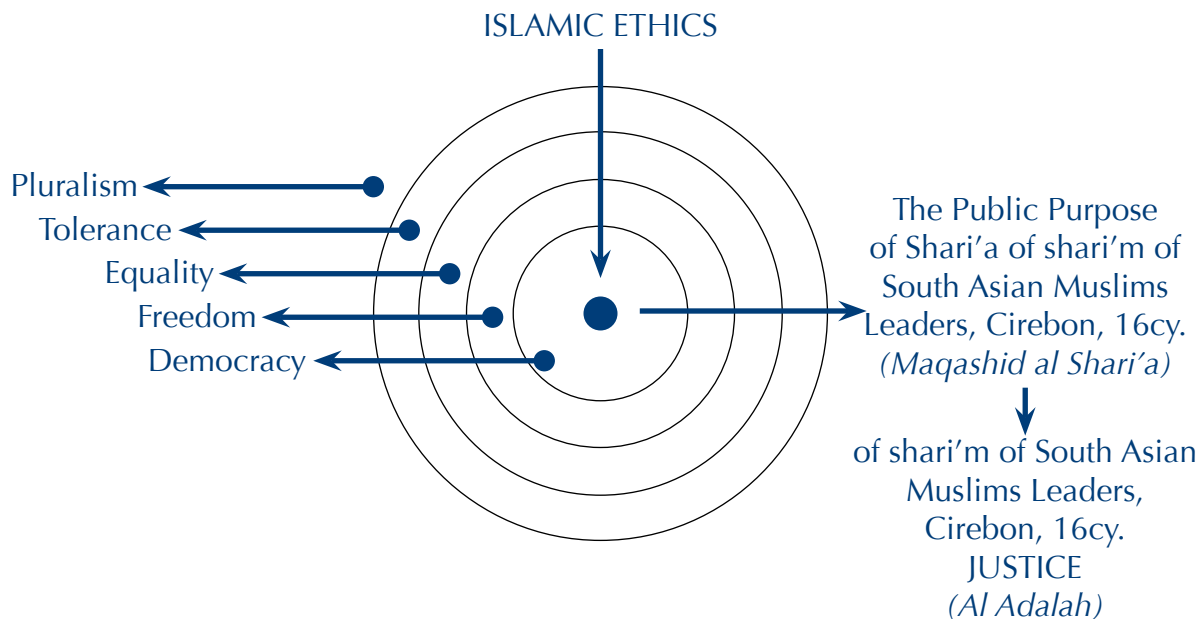 ISLAMIC ETHICS
Pluralism
Tolerance
Equality
Freedom
Democracy
The Public Purpose
of Shari'a of shari'm of
South Asian Muslims
Leaders, Cirebon, 16cy.
(Maqashid al Shari'a)
of shari'm of South Asian
Muslims Leaders,
Cirebon, 16cy.
JUSTICE
(Al Adalah)